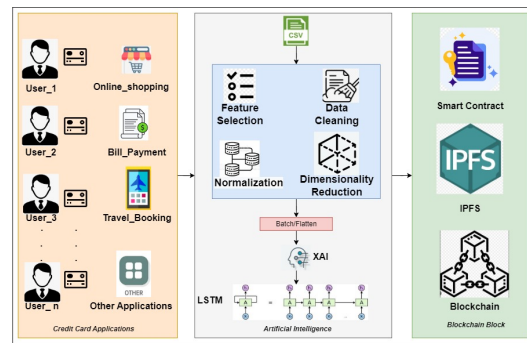 User_1
Online_shopping
User_2
Bill_Payment
User_3
Travel_Booking
User_ n
OTHER
Other Applications
Credit Card Applications
CSV
Feature
Selection
Data
Cleaning
Normalization
Dimensionality
Reduction
Batch/Flatten
XAI
LSTM
=
A
A
A
A
A
Artificial Intelligence
Smart Contract
IPFS
IPFS
Blockchain
Blockchain Block